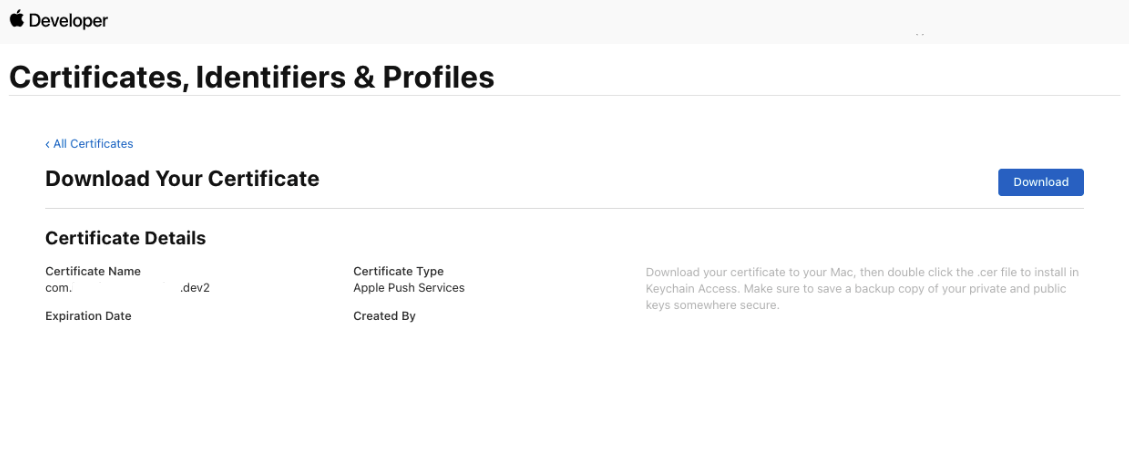 Developer
Certificates, Identifiers & Profiles
‹ All Certificates
Download Your Certificate
Download
Certificate Details
Certificate Name
com. .dev2
Expiration Date
Certificate Type
Apple Push Services
Created By
Download your certificate to your Mac, then double click the .cer file to install in
Keychain Access. Make sure to save a backup copy of your private and public
keys somewhere secure.